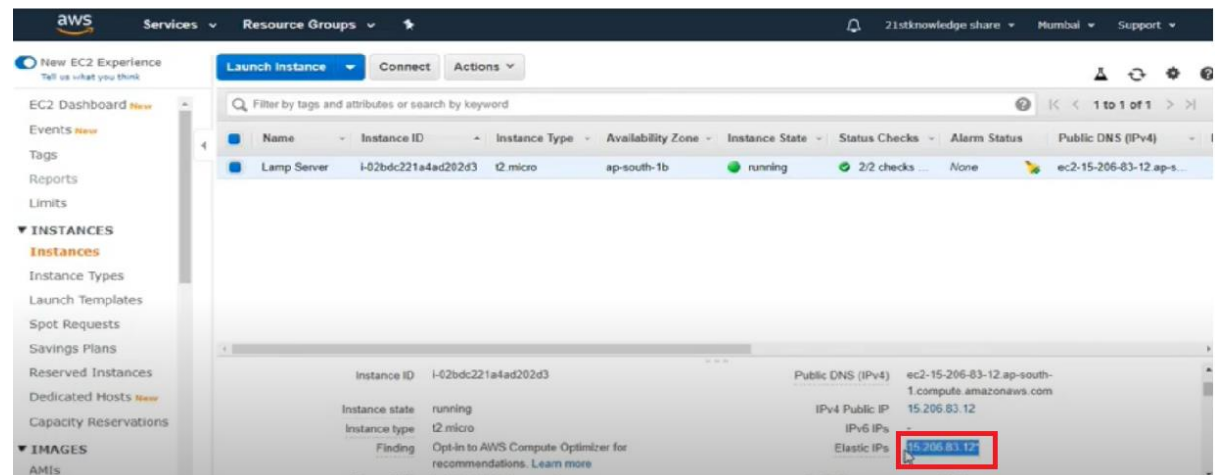 aws Services Resource Groups 21stknowledge share Mumbai Support
New EC2 Experience
Tell us what you think
Launch Instance Connect Actions
EC2 Dashboard New
Filter by tags and attributes or search by keyword 1 to 1 of 1
Events New
Name Instance ID Instance Type Availability Zone Instance State Status Checks Alarm Status Public DNS (IPv4)
Tags
Lamp Server i-02bdc221a4ad202d3 t2.micro ap-south-1b running 2/2 checks ... None ec2-15-206-83-12.ap-s...
Reports
Limits
INSTANCES
Instances
Instance Types
Launch Templates
Spot Requests
Savings Plans
Reserved Instances
Dedicated Hosts New
Capacity Reservations
IMAGES
AMIs
Instance ID i-02bdc221a4ad202d3
Instance state running
Instance type t2.micro
Finding Opt-in to AWS Compute Optimizer for
recommendations. Learn more
Public DNS (IPv4) ec2-15-206-83-12.ap-south-
1.compute.amazonaws.com
IPv4 Public IP 15.206.83.12
IPv6 IPs -
Elastic IPs 15.206.83.12*